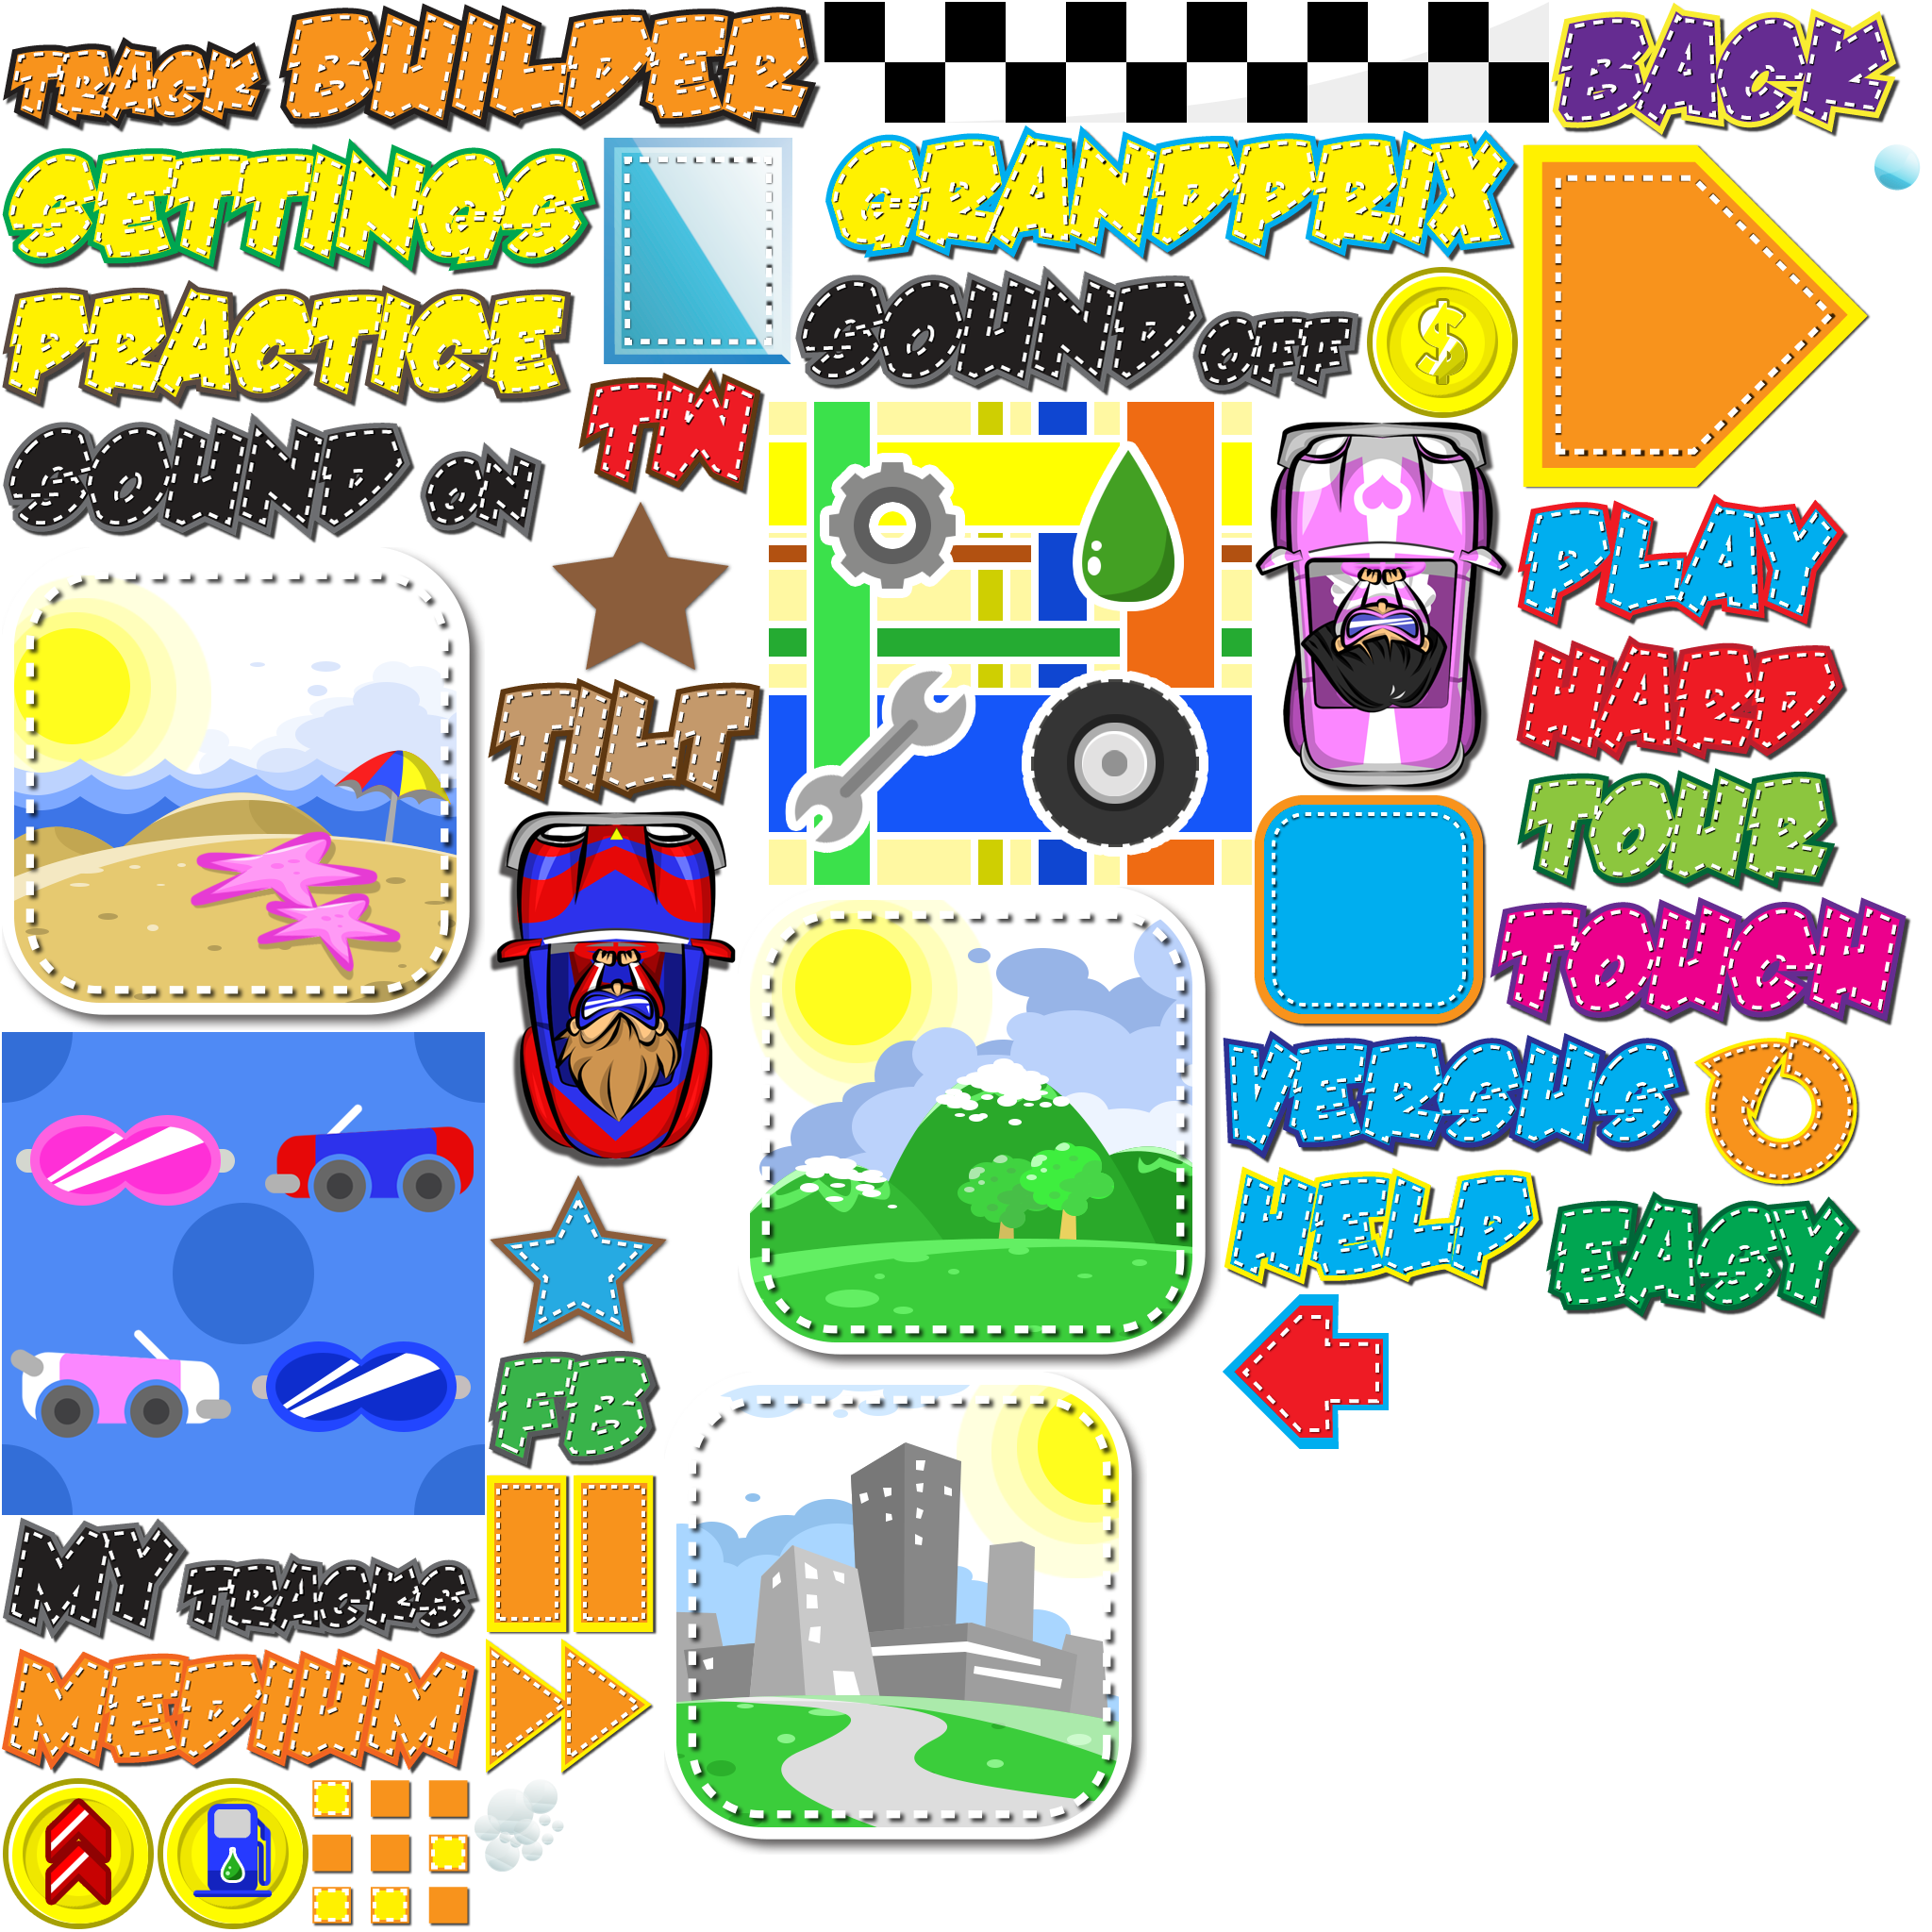 TRACK BUILDER
BACK
SETTINGS
GRANDPRIX
PRACTICE
SOUND OFF
$
TW
SOUND ON
PLAY
HARD
TILT
TOUR
TOUCH
VERSUS
HELP
EASY
FB
MY TRACKS
MEDIUM